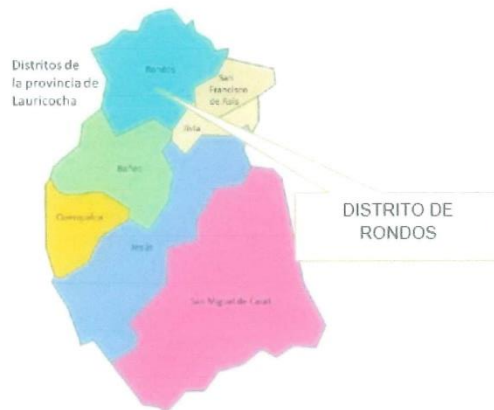 Distritos de
la provincia de
Lauricocha
Rondos
San
Francisco
de Asís
Jivia
Baños
Queropalca
Jesús
San Miguel de Cauri
DISTRITO DE
RONDOS